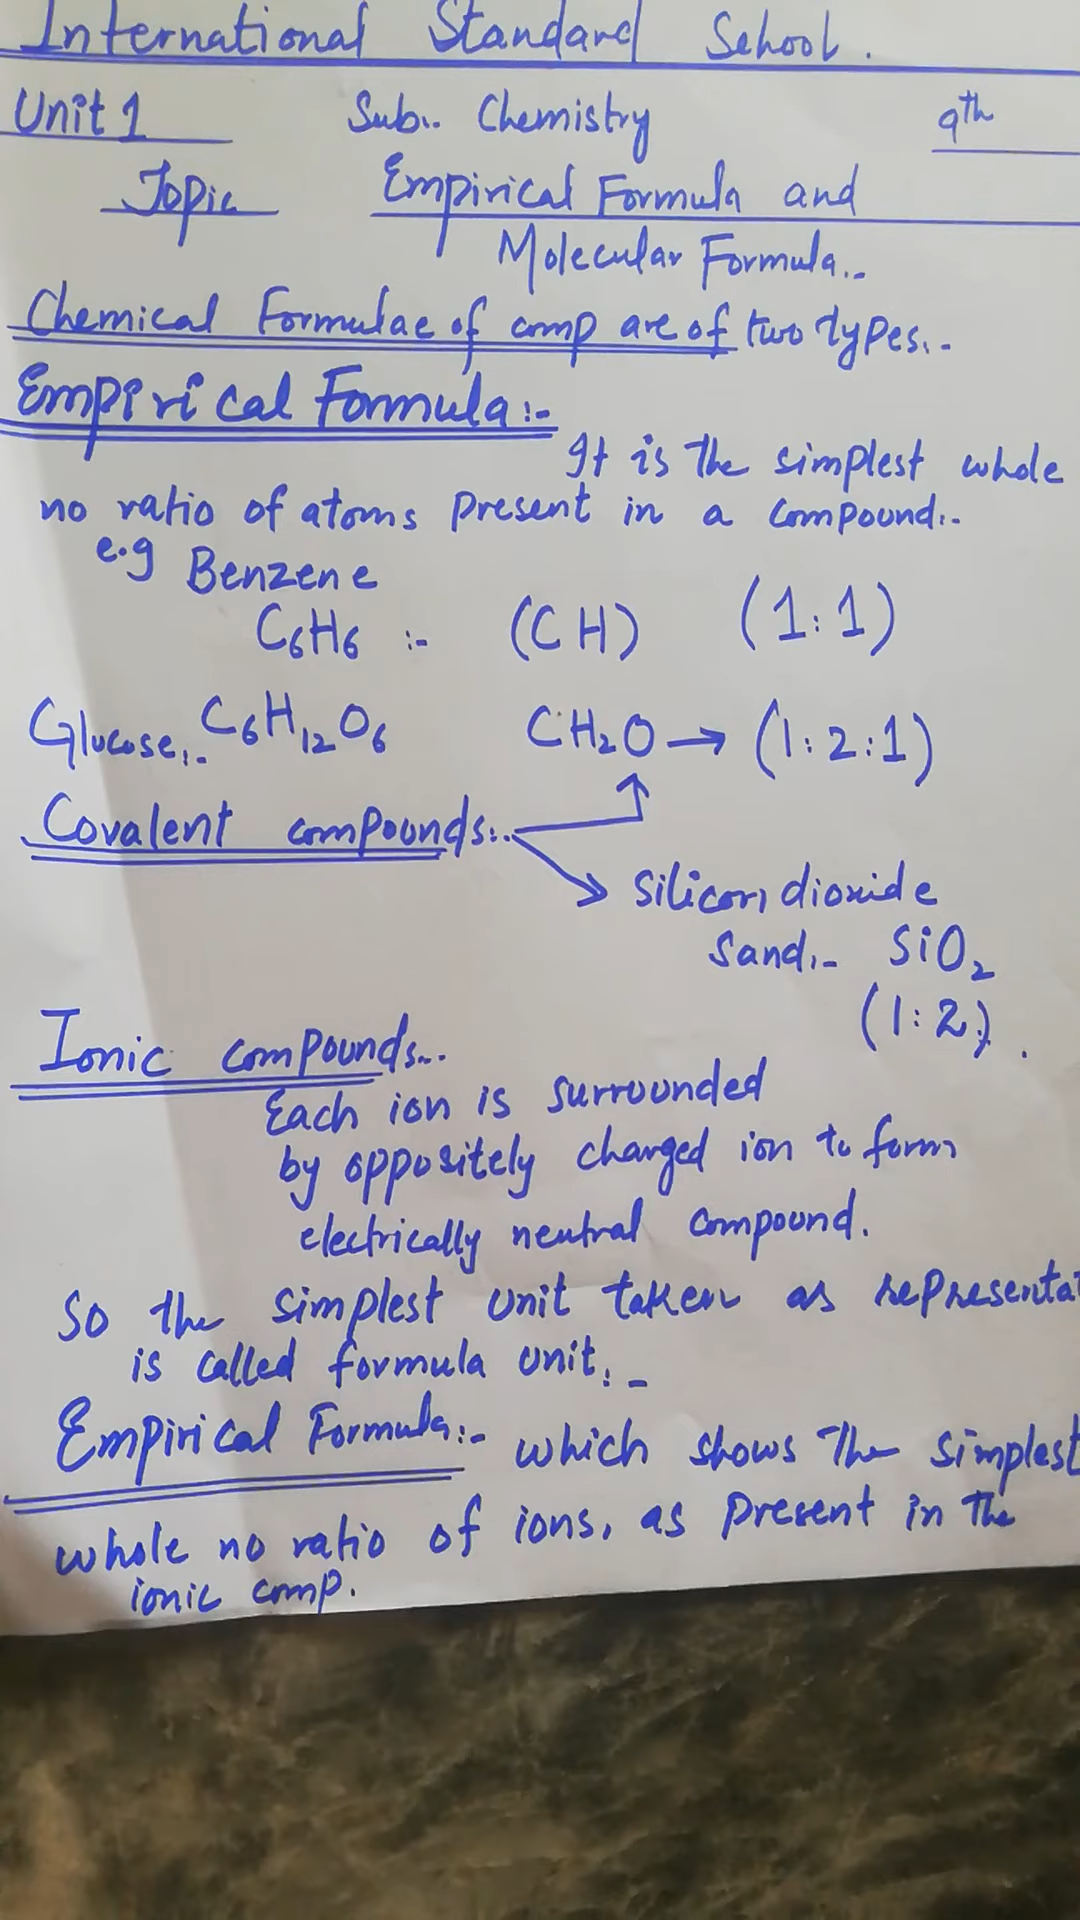 International Standard School.
Unit 1 Sub:. Chemistry 9th
Topic Empirical Formula and
Molecular Formula.-
Chemical Formulae of comp are of two types:-
Empirical Formula:-
It is the simplest whole
no ratio of atoms present in a compound:-
e.g Benzene
C₆H₆ :- (CH) (1:1)
Glucose:- C₆H₁₂O₆ CH₂O → (1:2:1)
Covalent compounds:-
Silicon dioxide
Sand:- SiO₂
(1:2).
Ionic compounds:-
Each ion is surrounded
by oppositely charged ion to form
electrically neutral compound.
So the simplest unit taken as representat
is called formula unit:-
Empirical Formula:- which shows the simplest
whole no ratio of ions, as present in the
ionic comp.